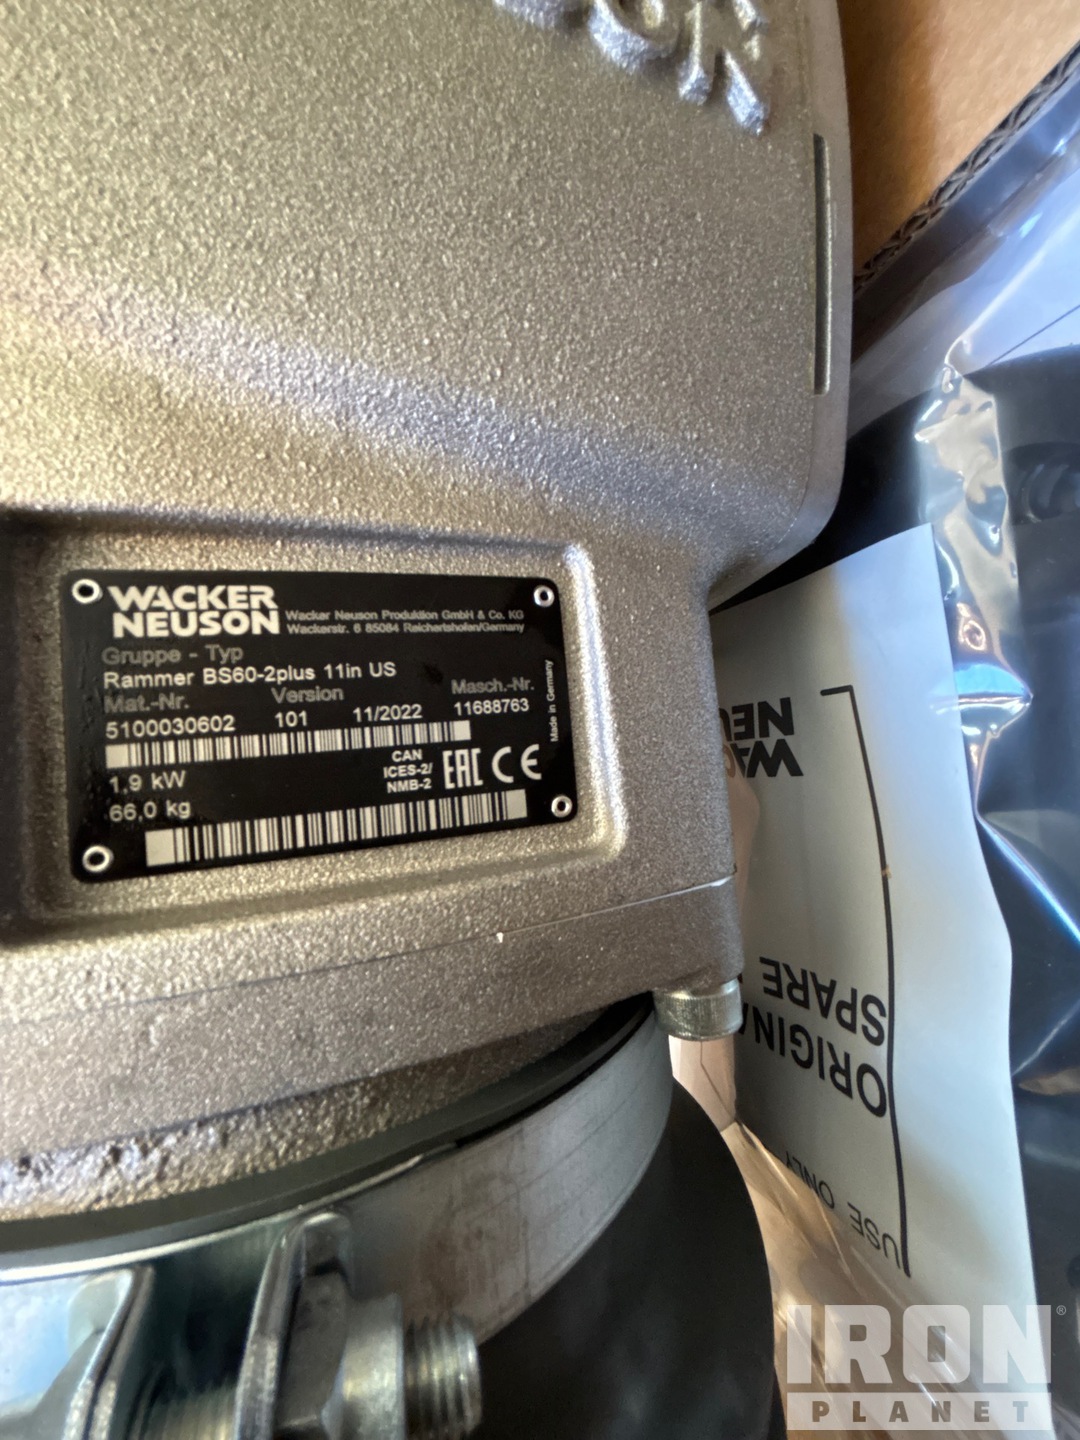 WACKER
NEUSON
Wacker Neuson Produktion GmbH & Co. KG
Wackerstr. 6 85084 Reichertshofen/Germany
Gruppe - Typ
Rammer BS60-2plus 11in US
Mat.-Nr. Version Masch.-Nr.
5100030602 101 11/2022 11688763
Made in Germany
1,9 kW
66,0 kg
CAN
ICES-2/
NMB-2
EAC CE
WAC
NEU
ORIGINA
SPARE
USE ONLY
IRON
PLANET
®